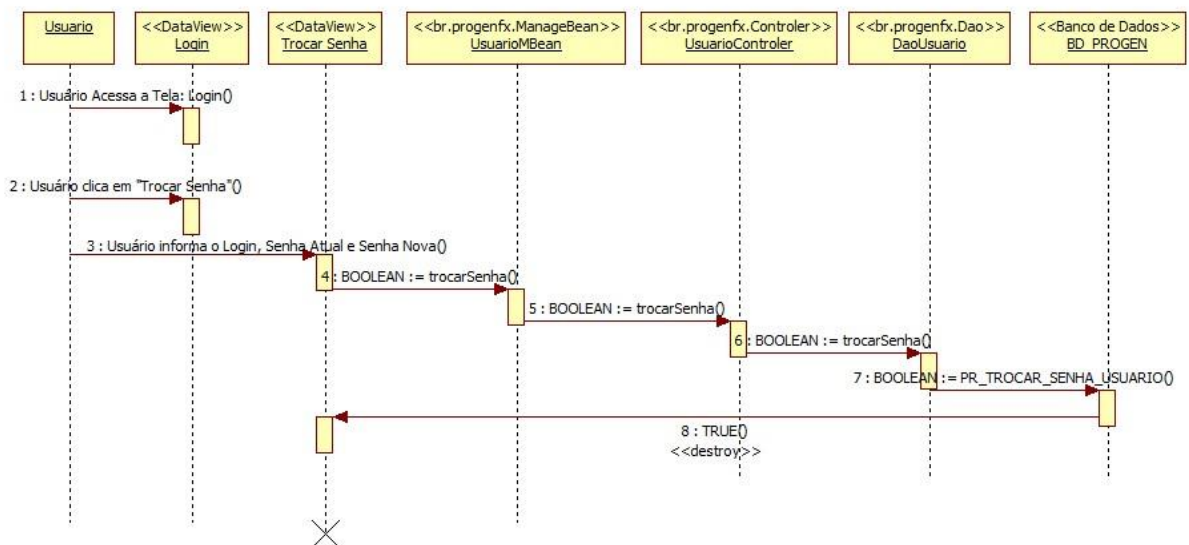 Usuario
<<DataView>>
Login
<<DataView>>
Trocar Senha
<<br.progenfx.ManageBean>>
UsuarioMBean
<<br.progenfx.Controler>>
UsuarioControler
<<br.progenfx.Dao>>
DaoUsuario
<<Banco de Dados>>
BD_PROGEN
1 : Usuário Acessa a Tela: Login()
2 : Usuário clica em "Trocar Senha"()
3 : Usuário informa o Login, Senha Atual e Senha Nova()
4 : BOOLEAN := trocarSenha()
5 : BOOLEAN := trocarSenha()
6 : BOOLEAN := trocarSenha()
7 : BOOLEAN := PR_TROCAR_SENHA_USUARIO()
8 : TRUE()
<<destroy>>